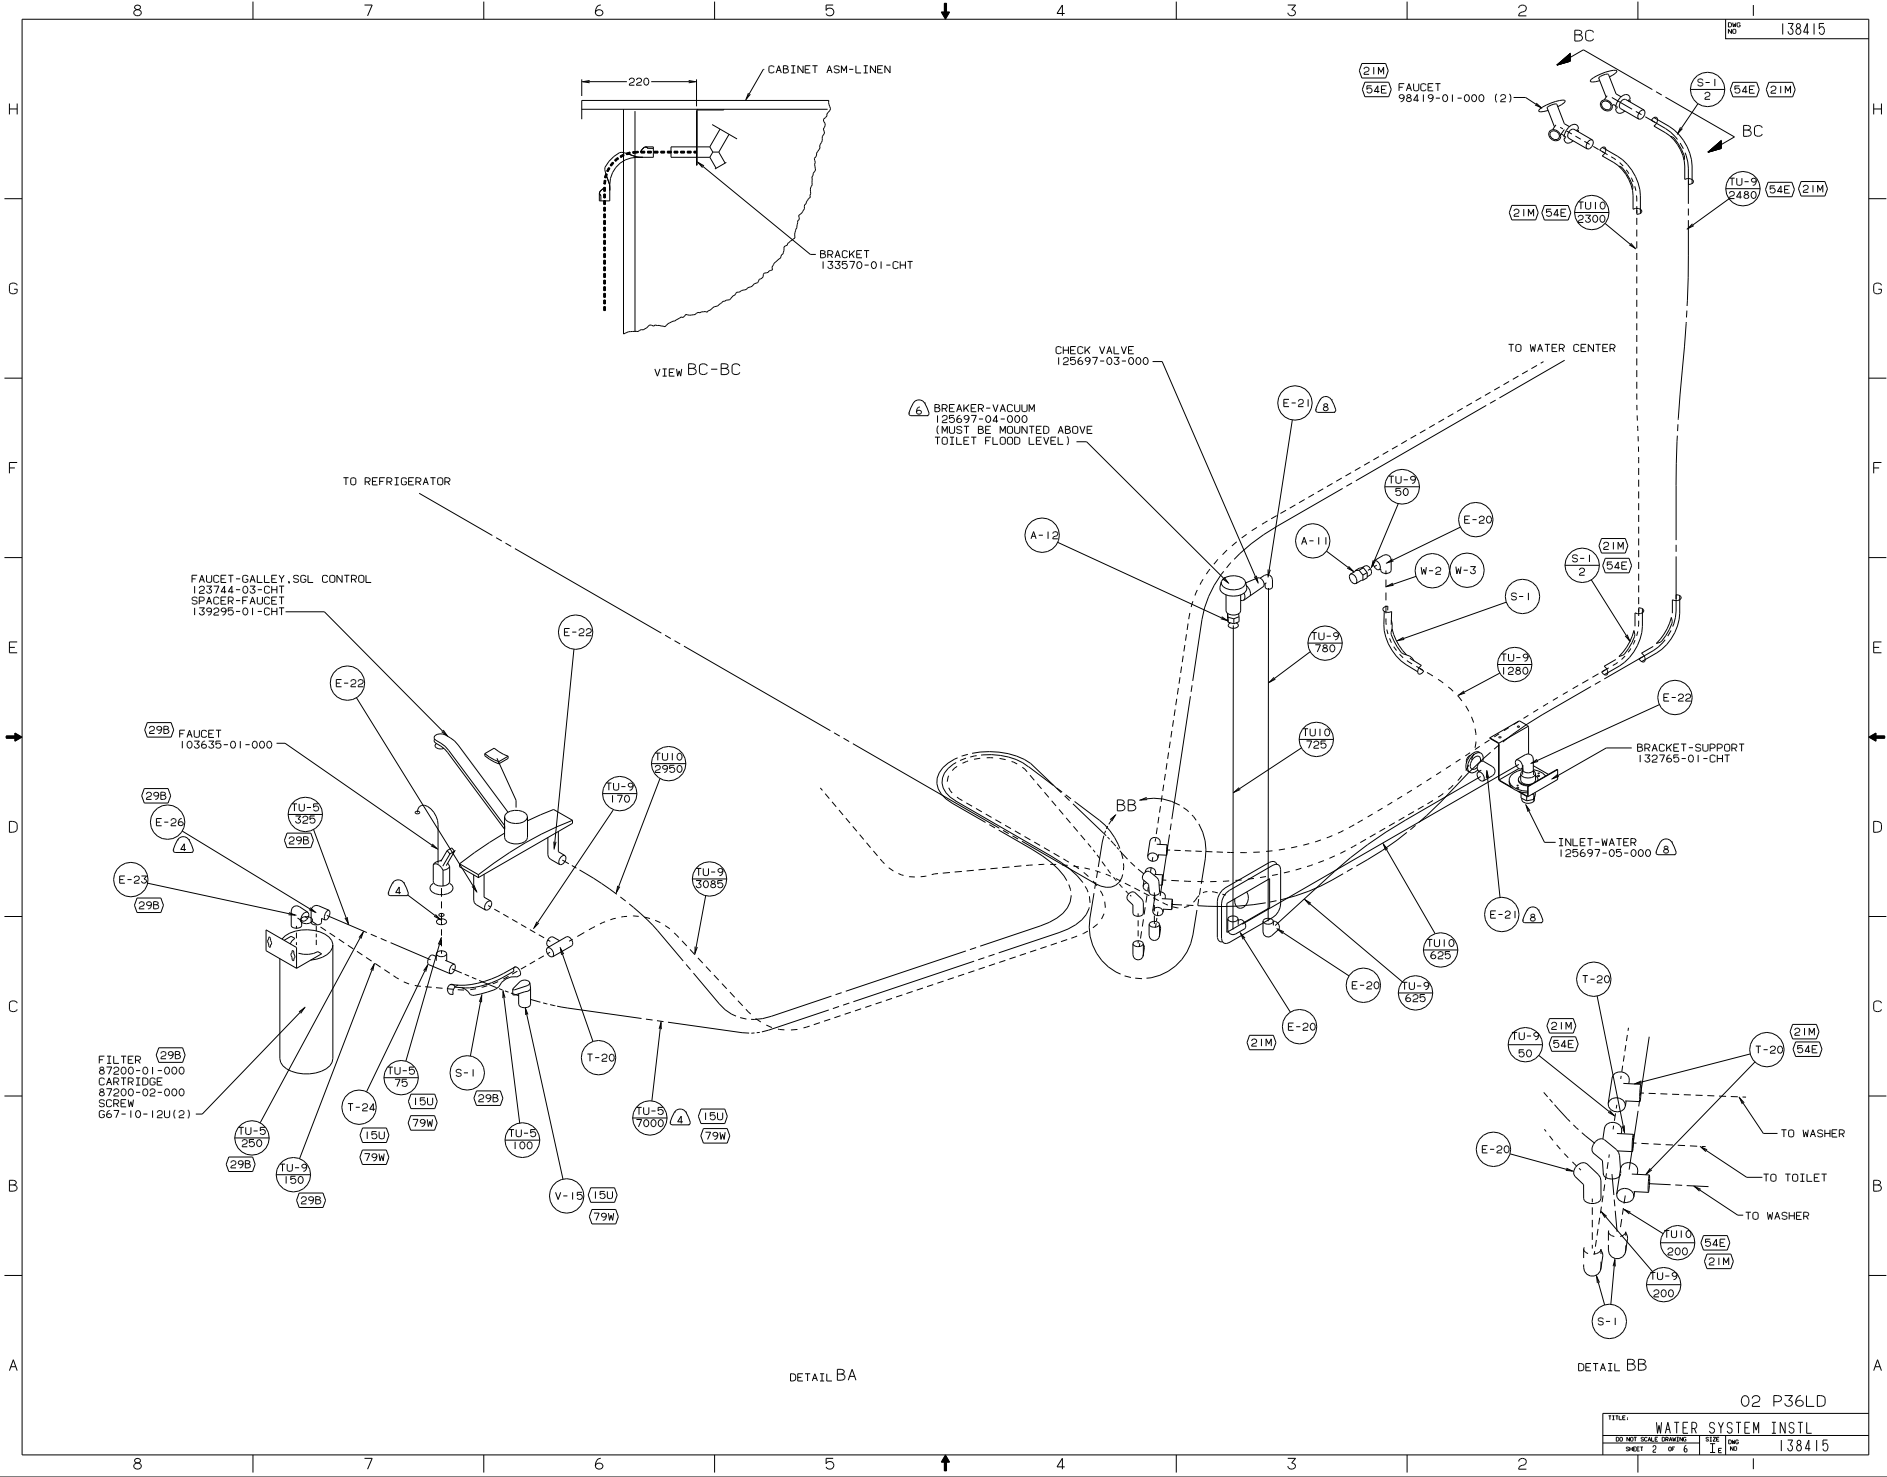 8 7 6 5 4 3 2 1
DWG NO 138415
H
G
F
E
D
C
B
A
220
CABINET ASM-LINEN
BRACKET
133570-01-CHT
VIEW BC-BC
BC
BC
21M
54E
FAUCET
98419-01-000 (2)
S-1
2
54E 21M
TU-9
2480
54E 21M
21M 54E
TU10
2300
TO WATER CENTER
CHECK VALVE
125697-03-000
6 BREAKER-VACUUM
125697-04-000
(MUST BE MOUNTED ABOVE
TOILET FLOOD LEVEL)
E-21 8
TO REFRIGERATOR
A-12
TU-9
50
E-20
A-11
W-2 W-3
S-1
S-1
2
21M
54E
FAUCET-GALLEY,SGL CONTROL
123744-03-CHT
SPACER-FAUCET
139295-01-CHT
E-22
E-22
TU-9
780
TU-9
1280
E-22
29B FAUCET
103635-01-000
TU10
725
BRACKET-SUPPORT
132765-01-CHT
TU10
2950
TU-9
170
29B
E-26
4
TU-5
325
29B
BB
INLET-WATER
125697-05-000 8
E-23
29B
4
TU-9
3085
E-21 8
TU10
625
E-20
TU-9
625
E-20
21M
FILTER 29B
87200-01-000
CARTRIDGE
87200-02-000
SCREW
G67-10-12U(2)
TU-5
250
29B
TU-9
150
29B
T-24
15U
79W
TU-5
75
15U
79W
S-1
29B
TU-5
100
T-20
V-15 15U
79W
TU-5
7000
4 15U
79W
T-20
TU-9
50
21M
54E
T-20
21M
54E
TO WASHER
E-20
TO TOILET
TO WASHER
TU10
200
54E
21M
TU-9
200
S-1
DETAIL BA
DETAIL BB
02 P36LD
TITLE:
WATER SYSTEM INSTL
DO NOT SCALE DRAWING
SHEET 2 OF 6
SIZE IE
DWG NO 138415
8 7 6 5 4 3 2 1
H
G
F
E
D
C
B
A